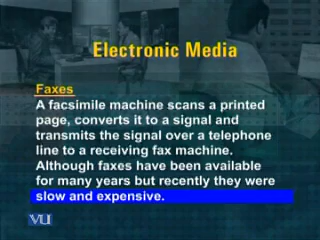 Electronic Media
Faxes
A facsimile machine scans a printed
page, converts it to a signal and
transmits the signal over a telephone
line to a receiving fax machine.
Although faxes have been available
for many years but recently they were
slow and expensive.
VU